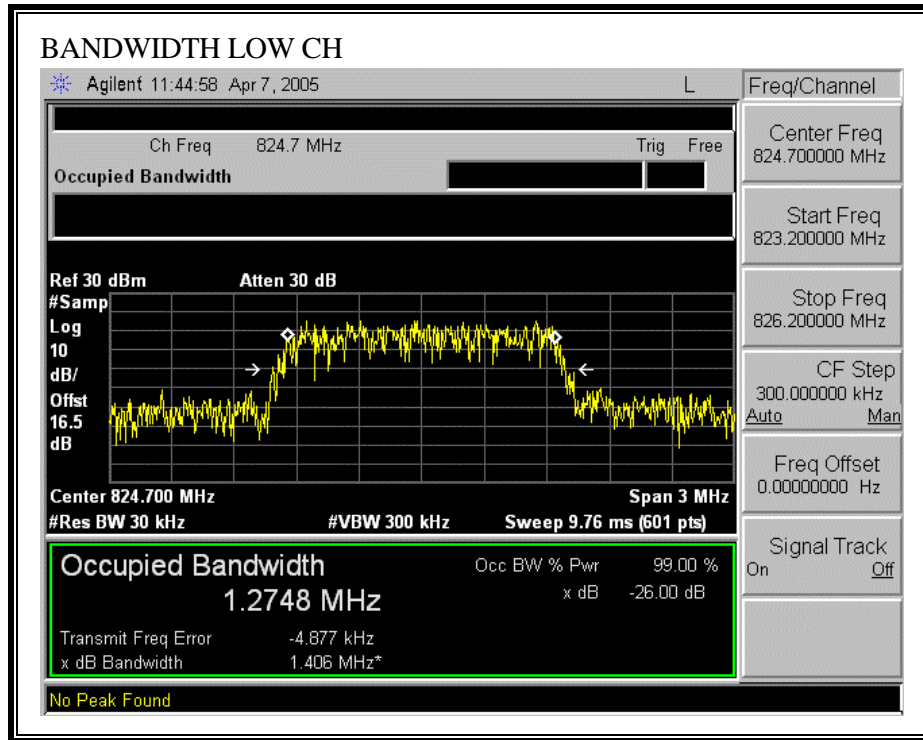 BANDWIDTH LOW CH
Agilent 11:44:58 Apr 7, 2005 L
Freq/Channel
Ch Freq 824.7 MHz Trig Free
Occupied Bandwidth
Center Freq
824.700000 MHz
Start Freq
823.200000 MHz
Stop Freq
826.200000 MHz
CF Step
300.000000 kHz
Auto Man
Freq Offset
0.00000000 Hz
Signal Track
On Off
Ref 30 dBm Atten 30 dB
#Samp
Log
10
dB/
Offst
16.5
dB
Center 824.700 MHz Span 3 MHz
#Res BW 30 kHz #VBW 300 kHz Sweep 9.76 ms (601 pts)
Occupied Bandwidth Occ BW % Pwr 99.00 %
1.2748 MHz x dB -26.00 dB
Transmit Freq Error -4.877 kHz
x dB Bandwidth 1.406 MHz*
No Peak Found